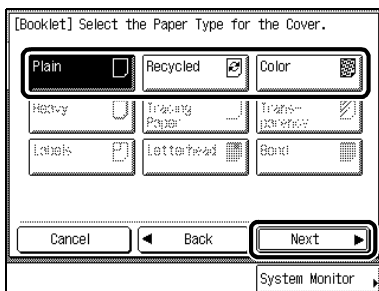 [Booklet] Select the Paper Type for the Cover.
Plain Recycled Color
Heavy Tracing Paper Trans-parency
Labels Letterhead Bond
Cancel Back Next
System Monitor